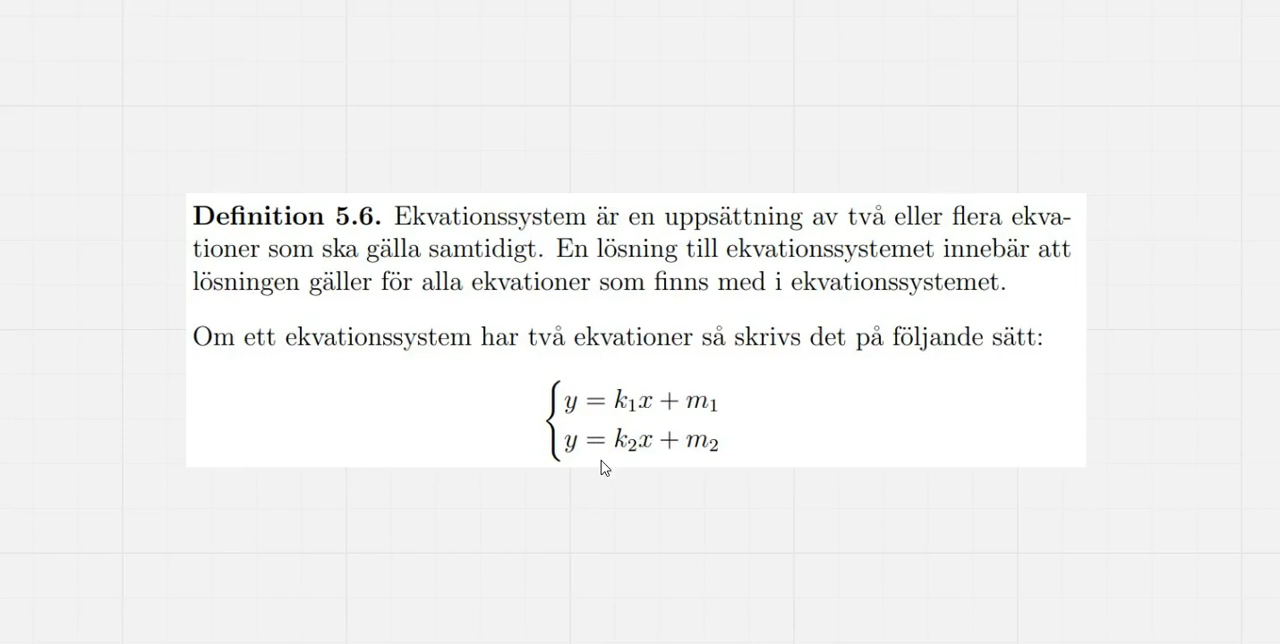 Definition 5.6. Ekvationssystem är en uppsättning av två eller flera ekva-
tioner som ska gälla samtidigt. En lösning till ekvationssystemet innebär att
lösningen gäller för alla ekvationer som finns med i ekvationssystemet.
Om ett ekvationssystem har två ekvationer så skrivs det på följande sätt:
y = k₁x + m₁
y = k₂x + m₂